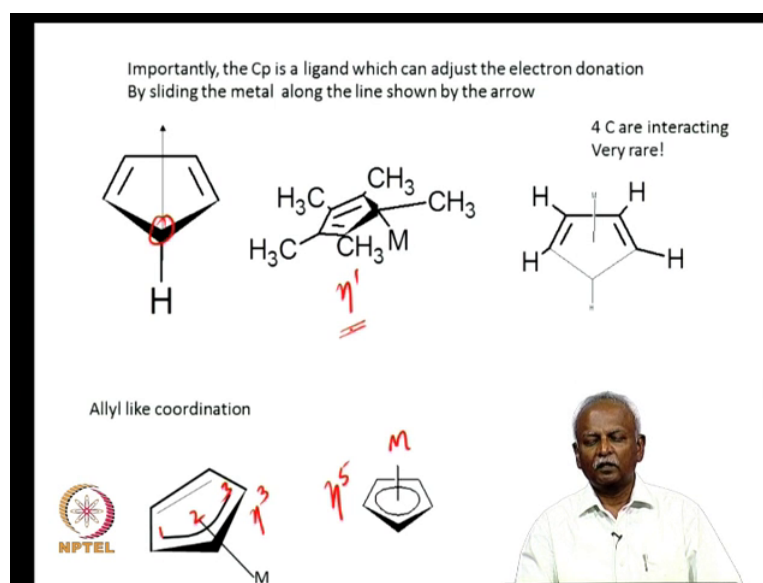 Importantly, the Cp is a ligand which can adjust the electron donation
By sliding the metal along the line shown by the arrow
4 C are interacting
Very rare!
H
H₃C
CH₃
CH₃
H₃C
CH₃
M
η¹
H
H
H
H
Allyl like coordination
1 2 3
η³
M
η⁵
M
NPTEL